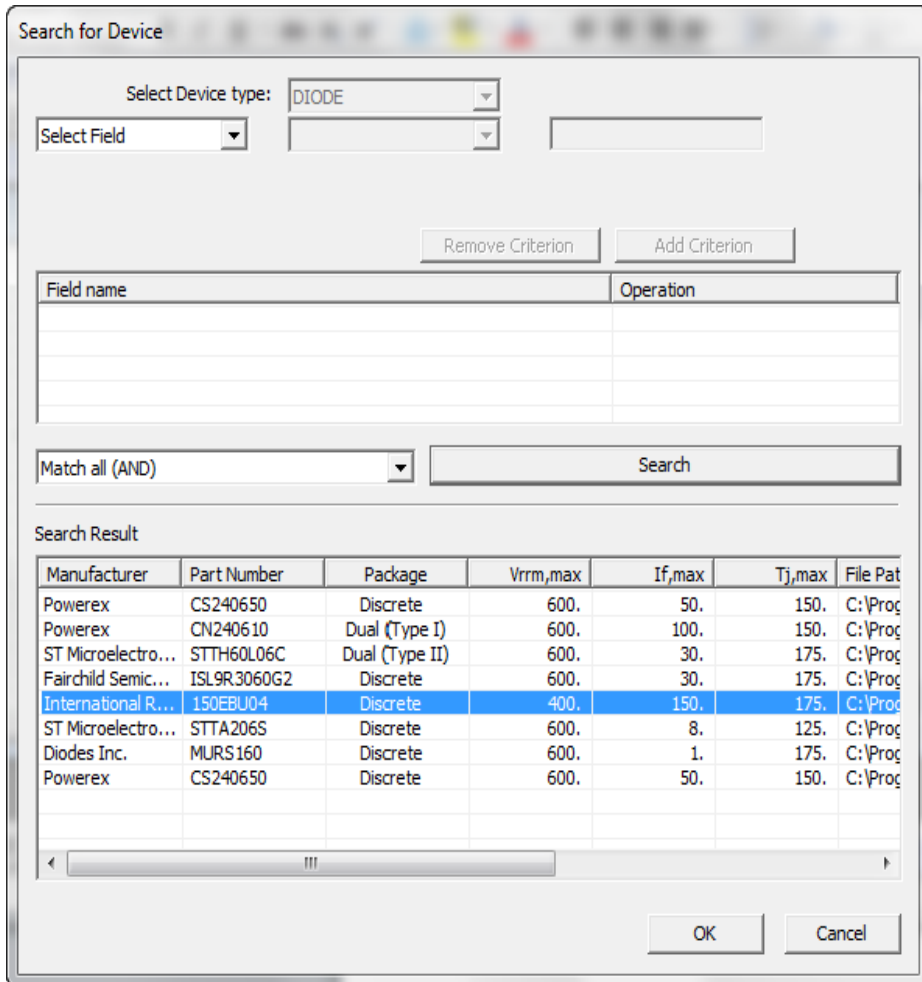 Search for Device
Select Device type: DIODE
Select Field
Remove Criterion Add Criterion
Field name Operation
Match all (AND) Search
Search Result
Manufacturer Part Number Package Vrrm,max If,max Tj,max File Pat
Powerex CS240650 Discrete 600. 50. 150. C:\Prog
Powerex CN240610 Dual (Type I) 600. 100. 150. C:\Prog
ST Microelectro... STTH60L06C Dual (Type II) 600. 30. 175. C:\Prog
Fairchild Semic... ISL9R3060G2 Discrete 600. 30. 175. C:\Prog
International R... 150EBU04 Discrete 400. 150. 175. C:\Prog
ST Microelectro... STTA206S Discrete 600. 8. 125. C:\Prog
Diodes Inc. MURS160 Discrete 600. 1. 175. C:\Prog
Powerex CS240650 Discrete 600. 50. 150. C:\Prog
OK Cancel